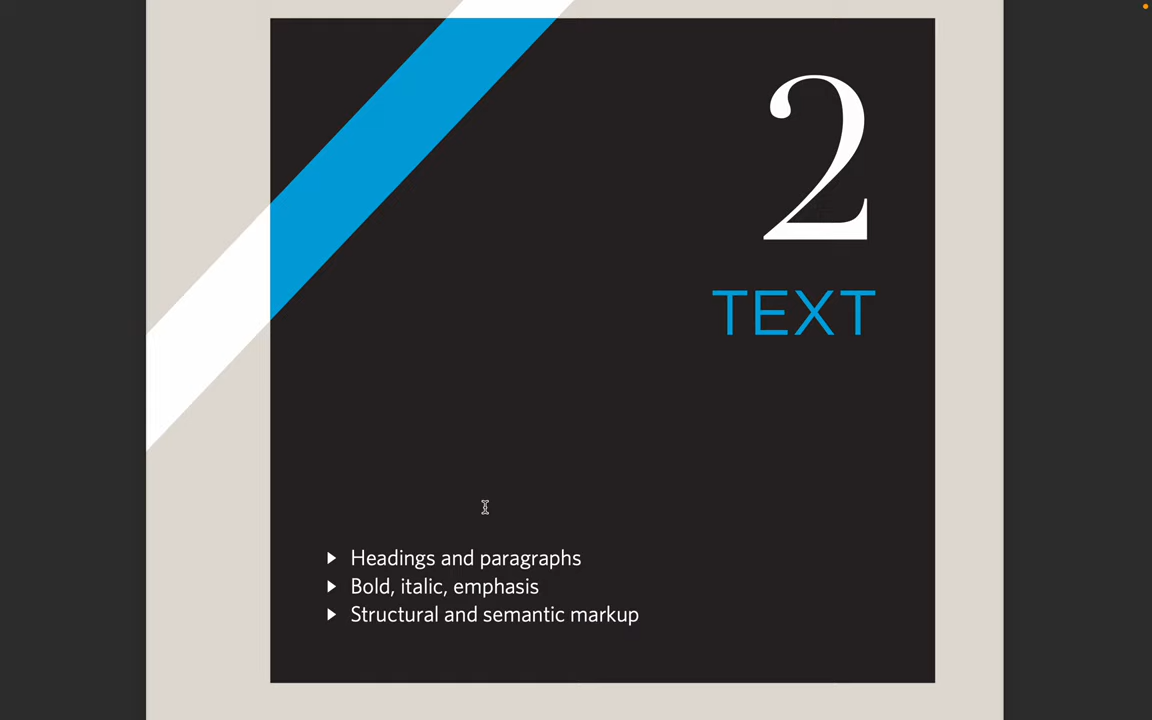 2
TEXT
Headings and paragraphs
Bold, italic, emphasis
Structural and semantic markup